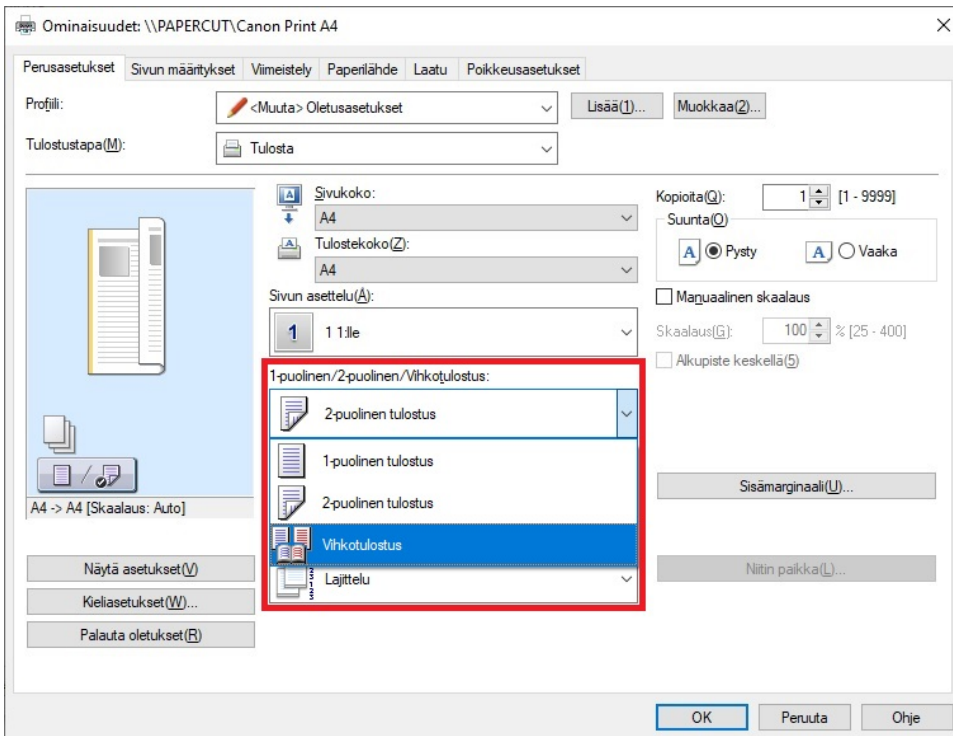 Ominaisuudet: \\PAPERCUT\Canon Print A4
Perusasetukset Sivun määritykset Viimeistely Paperilähde Laatu Poikkeusasetukset
Profiili: <Muuta> Oletusasetukset Lisää(1)... Muokkaa(2)...
Tulostustapa(M): Tulosta
Sivukoko:
A4
Tulostekoko(Z):
A4
Sivun asettelu(Å):
1 1 1:lle
1-puolinen/2-puolinen/Vihkotulostus:
2-puolinen tulostus
1-puolinen tulostus
2-puolinen tulostus
Vihkotulostus
Lajittelu
Kopioita(Q): 1 [1 - 9999]
Suunta(O)
A Pysty A Vaaka
Manuaalinen skaalaus
Skaalaus(G): 100 % [25 - 400]
Alkupiste keskellä(5)
Sisämarginaali(U)...
Niitin paikka(L)...
A4 -> A4 [Skaalaus: Auto]
Näytä asetukset(V)
Kieliasetukset(W)...
Palauta oletukset(R)
OK Peruuta Ohje